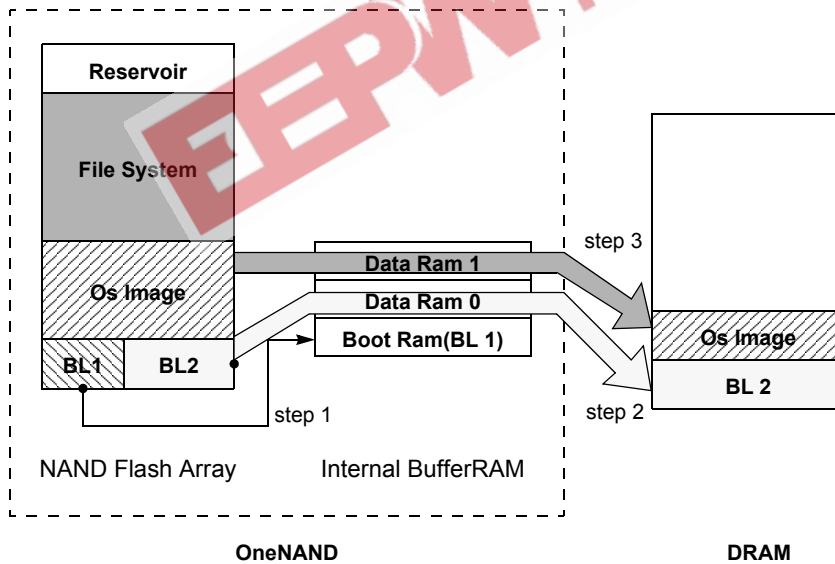 EEPW
Reservoir
File System
Os Image
BL1
BL2
Data Ram 1
Data Ram 0
Boot Ram(BL 1)
step 1
step 3
step 2
Os Image
BL 2
NAND Flash Array
Internal BufferRAM
OneNAND
DRAM